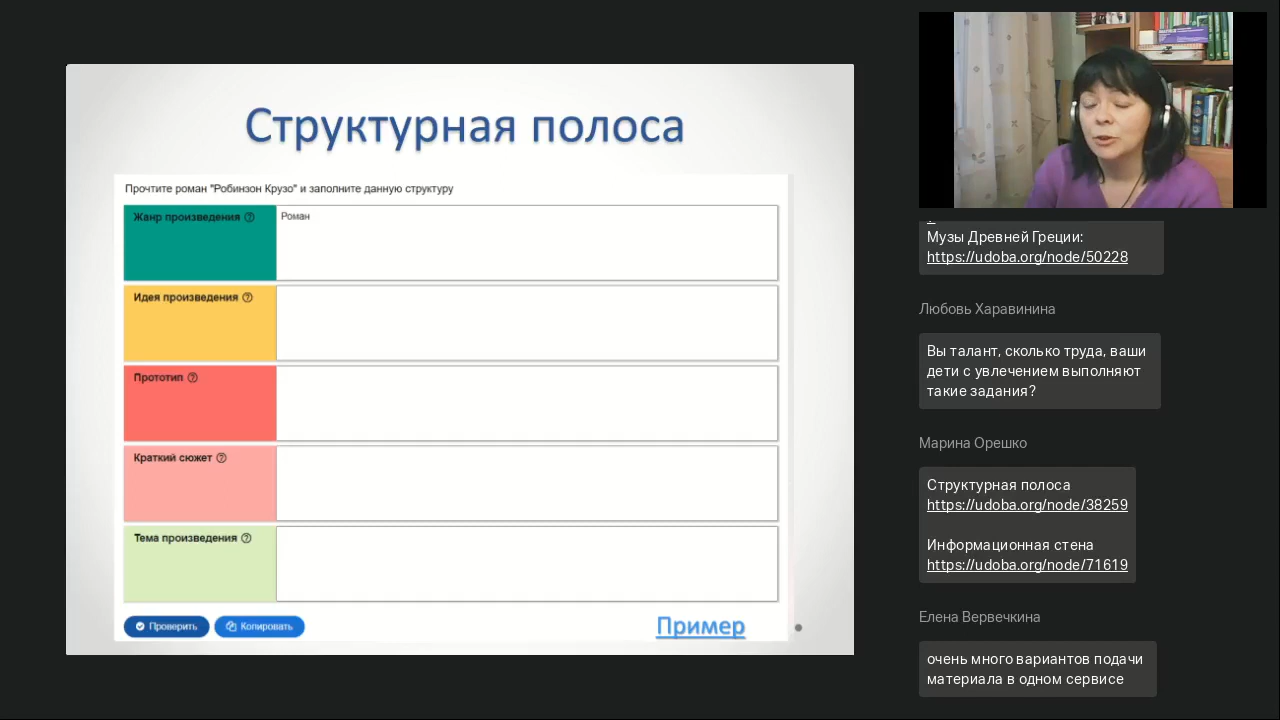 Структурная полоса
Прочтите роман "Робинзон Крузо" и заполните данную структуру
Жанр произведения
Роман
Идея произведения
Прототип
Краткий сюжет
Тема произведения
Проверить
Копировать
Пример
Музы Древней Греции:
https://udoba.org/node/50228
Любовь Харавинина
Вы талант, сколько труда, ваши
дети с увлечением выполняют
такие задания?
Марина Орешко
Структурная полоса
https://udoba.org/node/38259
Информационная стена
https://udoba.org/node/71619
Елена Вервечкина
очень много вариантов подачи
материала в одном сервисе